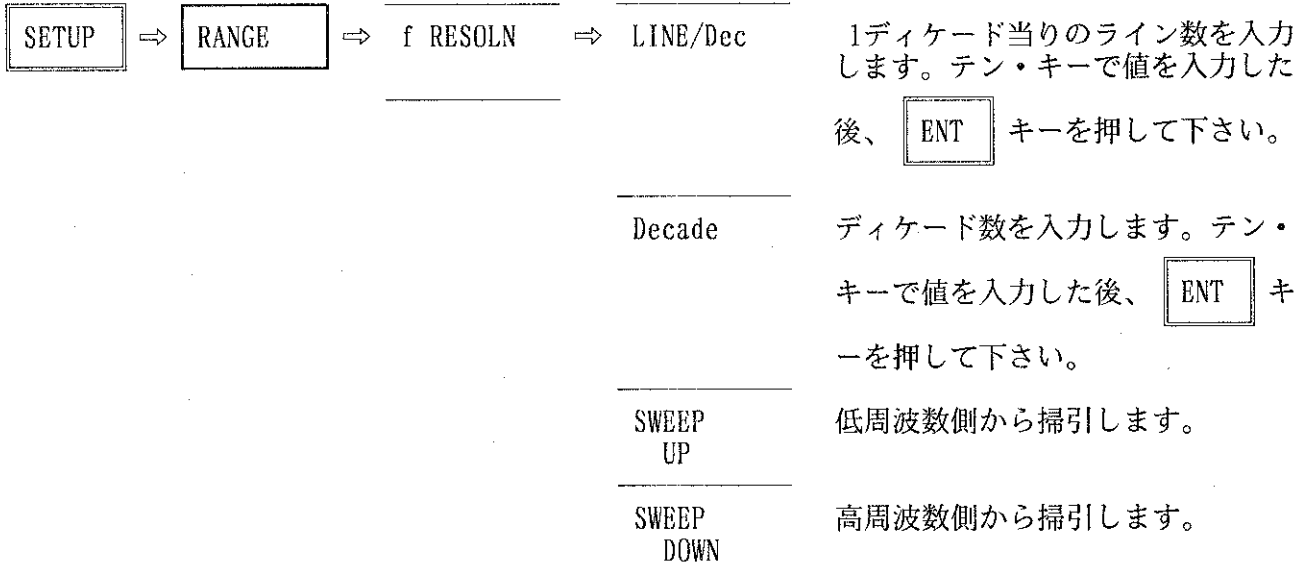 SETUP ⇨ RANGE ⇨ f RESOLN ⇨ LINE/Dec 1ディケード当りのライン数を入力
します。テン・キーで値を入力した
後、 ENT キーを押して下さい。
Decade ディケード数を入力します。テン・
キーで値を入力した後、 ENT キ
ーを押して下さい。
SWEEP 低周波数側から掃引します。
UP
SWEEP 高周波数側から掃引します。
DOWN